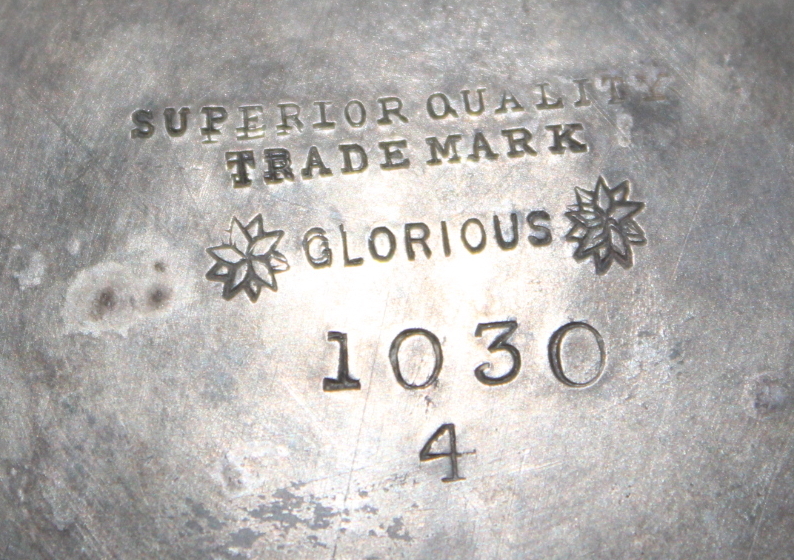 SUPERIOR QUALITY
TRADE MARK
GLORIOUS
1030
4